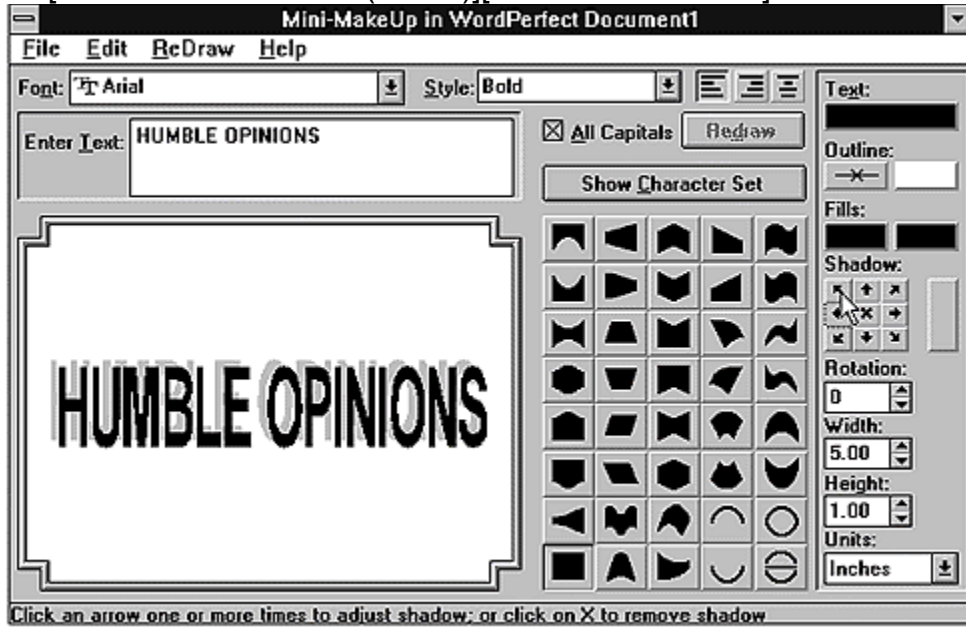 Mini-MakeUp in WordPerfect Document1
File Edit ReDraw Help
Font: Arial Style: Bold
Text:
Enter Text: HUMBLE OPINIONS
All Capitals Redraw
Outline:
Show Character Set
Fills:
Shadow:
HUMBLE OPINIONS
Rotation:
0
Width:
5.00
Height:
1.00
Units:
Inches
Click an arrow one or more times to adjust shadow; or click on X to remove shadow